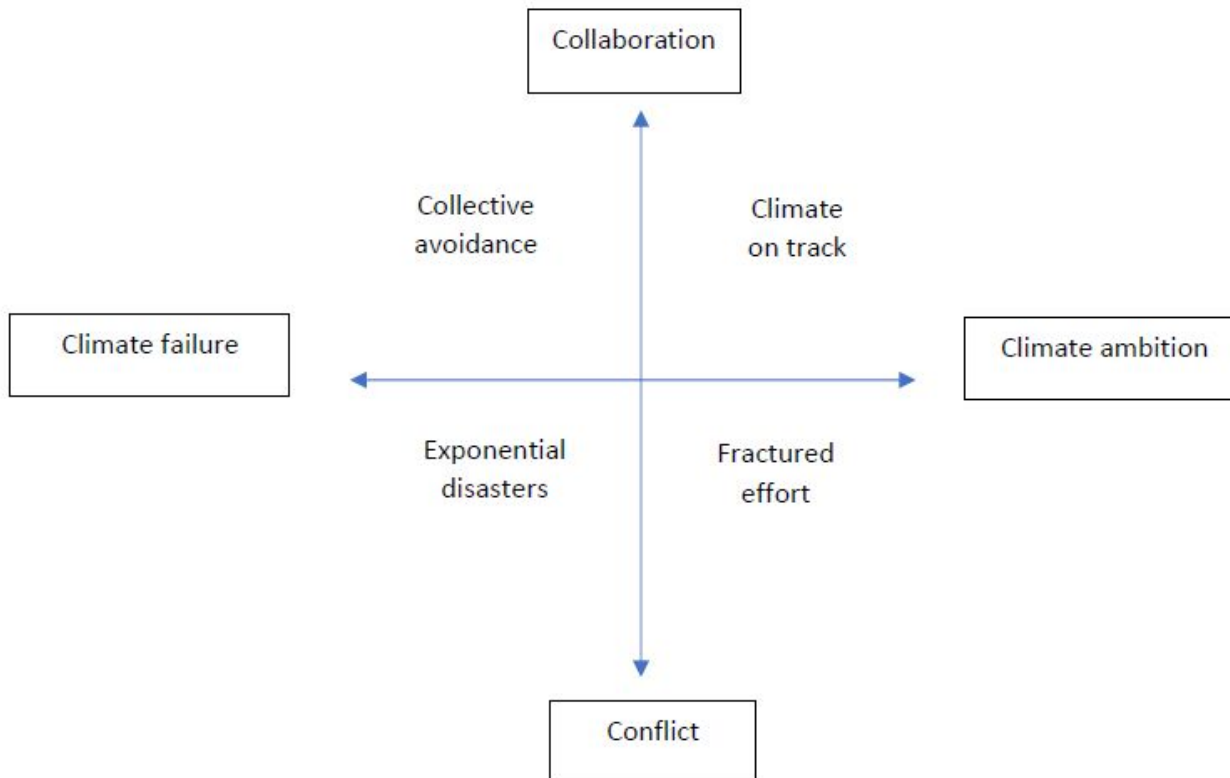 Collaboration
Collective
avoidance
Climate
on track
Climate failure
Climate ambition
Exponential
disasters
Fractured
effort
Conflict